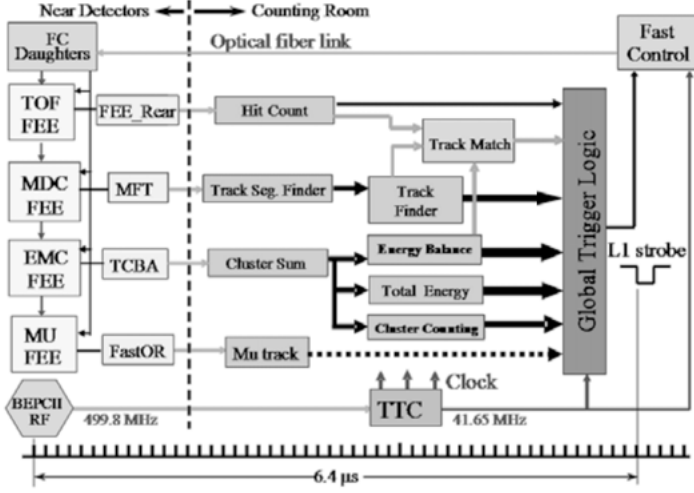 Near Detectors
Counting Room
FC
Daughters
Optical fiber link
Fast
Control
TOF
FEE
FEE_Rear
Hit Count
Track Match
MDC
FEE
MFT
Track Seg. Finder
Track
Finder
Global Trigger Logic
EMC
FEE
TCBA
Cluster Sum
Energy Balance
L1 strobe
Total Energy
Cluster Counting
MU
FEE
FastOR
Mu track
BEPCII
RF
499.8 MHz
TTC
Clock
41.65 MHz
6.4 μs